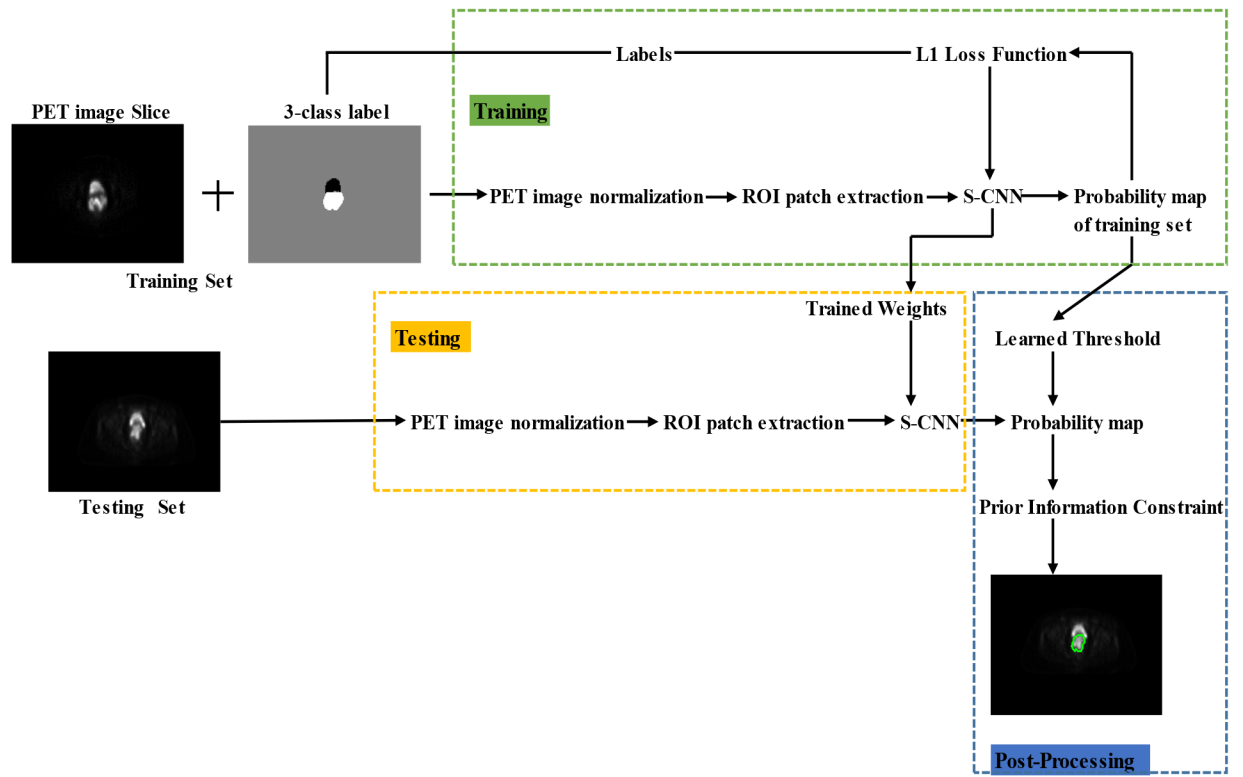 Labels
L1 Loss Function
Training
PET image Slice
3-class label
PET image normalization
ROI patch extraction
S-CNN
Probability map
of training set
Training Set
Trained Weights
Testing
Learned Threshold
PET image normalization
ROI patch extraction
S-CNN
Probability map
Testing Set
Prior Information Constraint
Post-Processing